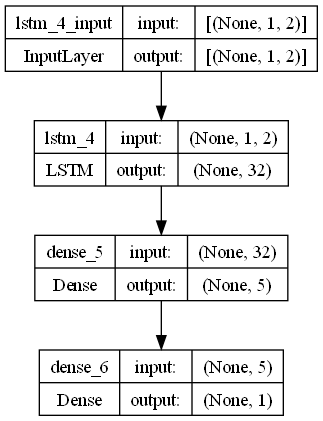 lstm_4_input input: [(None, 1, 2)]
InputLayer output: [(None, 1, 2)]
lstm_4 input: (None, 1, 2)
LSTM output: (None, 32)
dense_5 input: (None, 32)
Dense output: (None, 5)
dense_6 input: (None, 5)
Dense output: (None, 1)